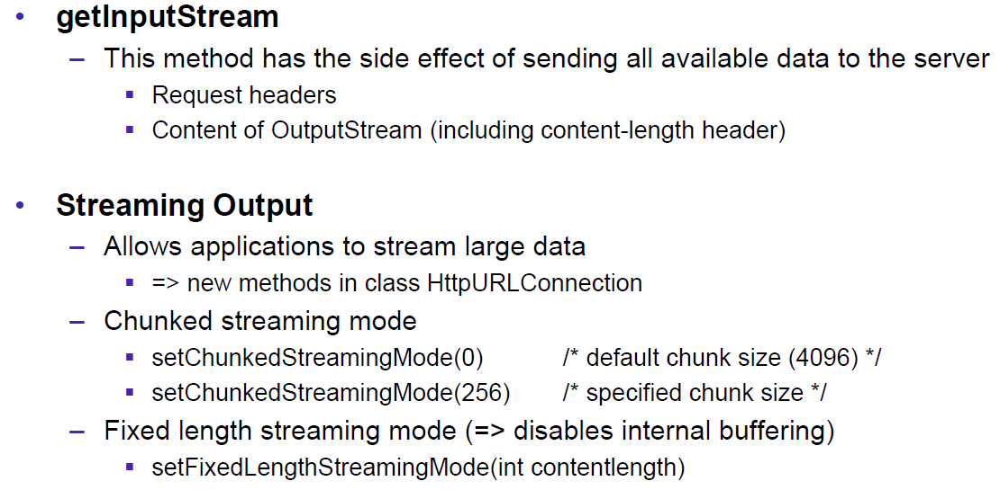 • getInputStream
– This method has the side effect of sending all available data to the server
▪ Request headers
▪ Content of OutputStream (including content-length header)
• Streaming Output
– Allows applications to stream large data
▪ => new methods in class HttpURLConnection
– Chunked streaming mode
▪ setChunkedStreamingMode(0) /* default chunk size (4096) */
▪ setChunkedStreamingMode(256) /* specified chunk size */
– Fixed length streaming mode (=> disables internal buffering)
▪ setFixedLengthStreamingMode(int contentlength)